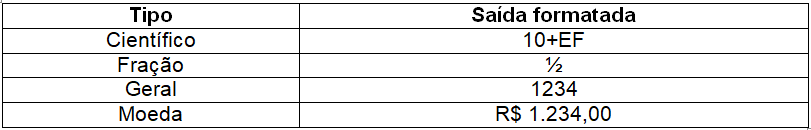 Tipo Saída formatada
Científico 10+EF
Fração ½
Geral 1234
Moeda R$ 1.234,00